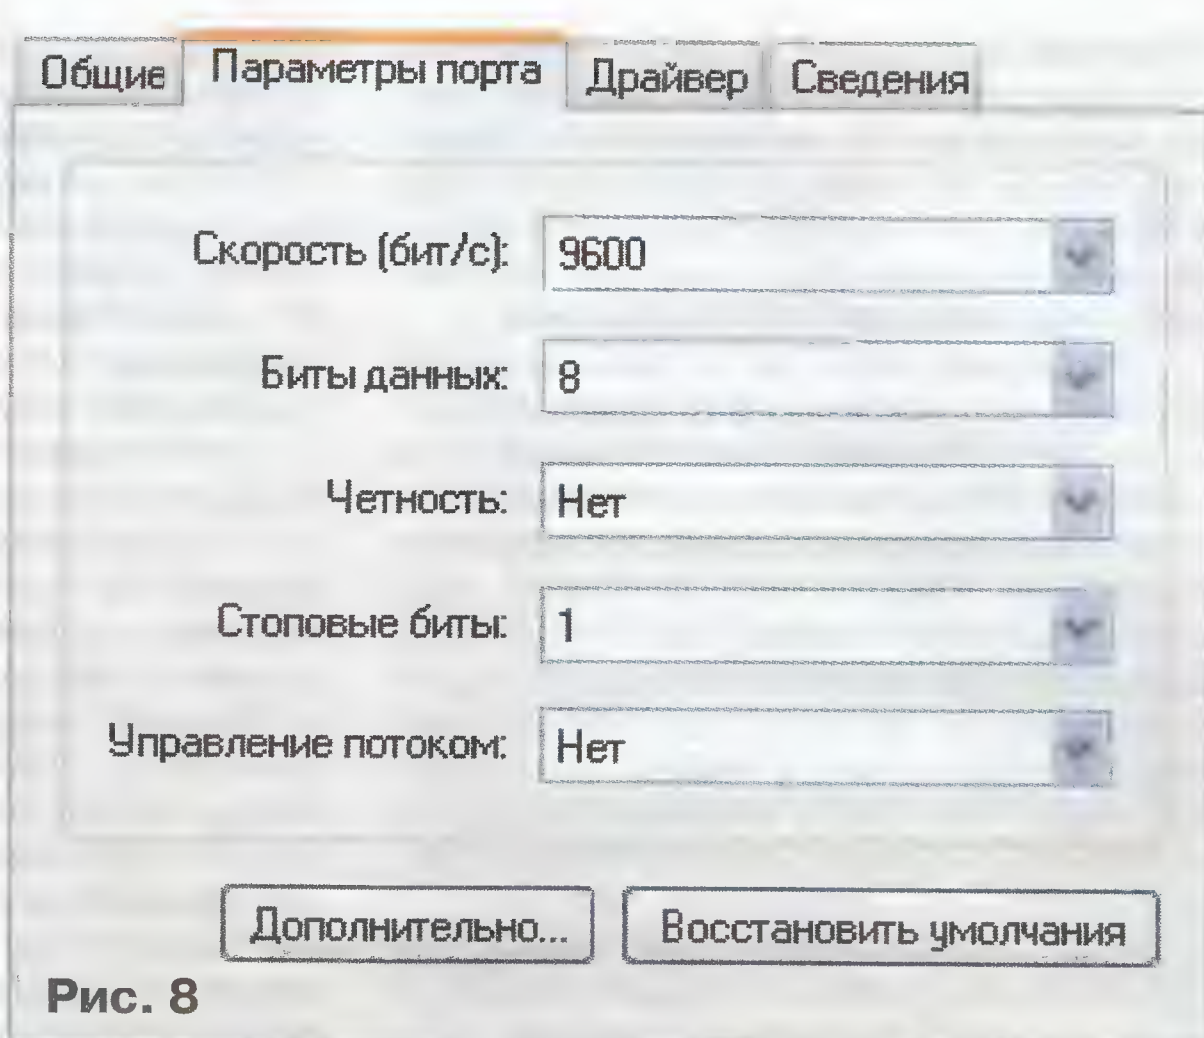 Общие Параметры порта Драйвер Сведения
Скорость (бит/с): 9600
Биты данных: 8
Четность: Нет
Стоповые биты: 1
Управление потоком: Нет
Дополнительно... Восстановить умолчания
Рис. 8